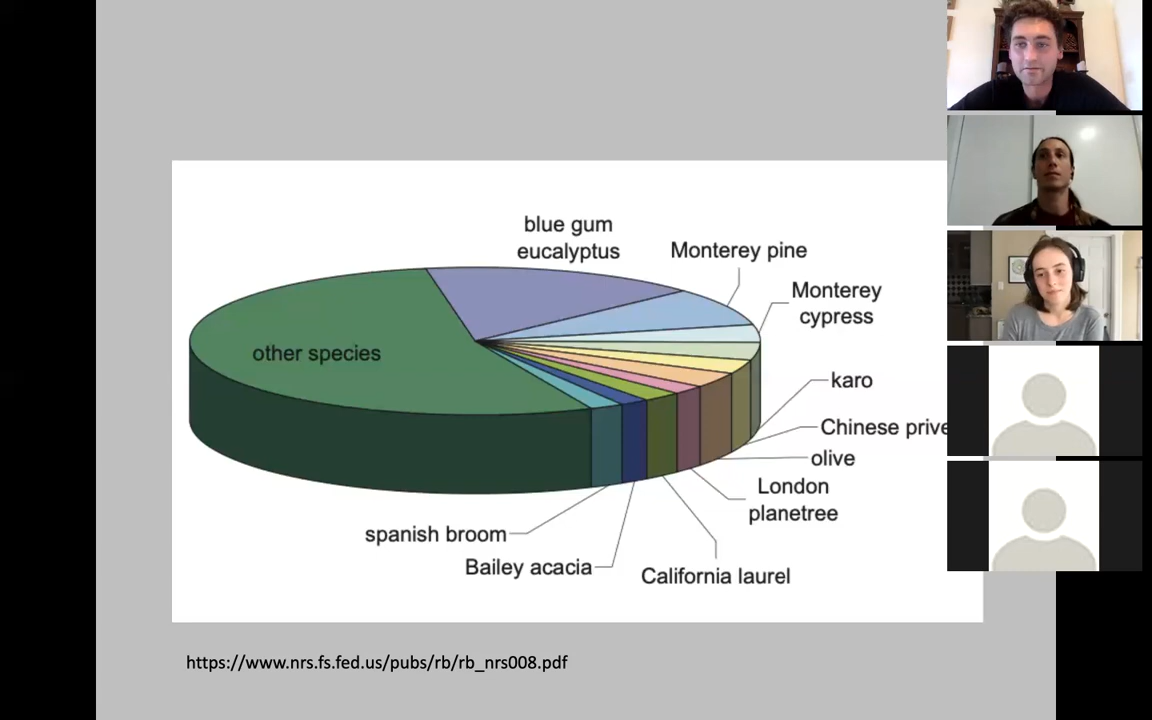 blue gum
eucalyptus
Monterey pine
Monterey
cypress
other species
karo
Chinese prive
olive
London
planetree
spanish broom
Bailey acacia
California laurel
https://www.nrs.fs.fed.us/pubs/rb/rb_nrs008.pdf